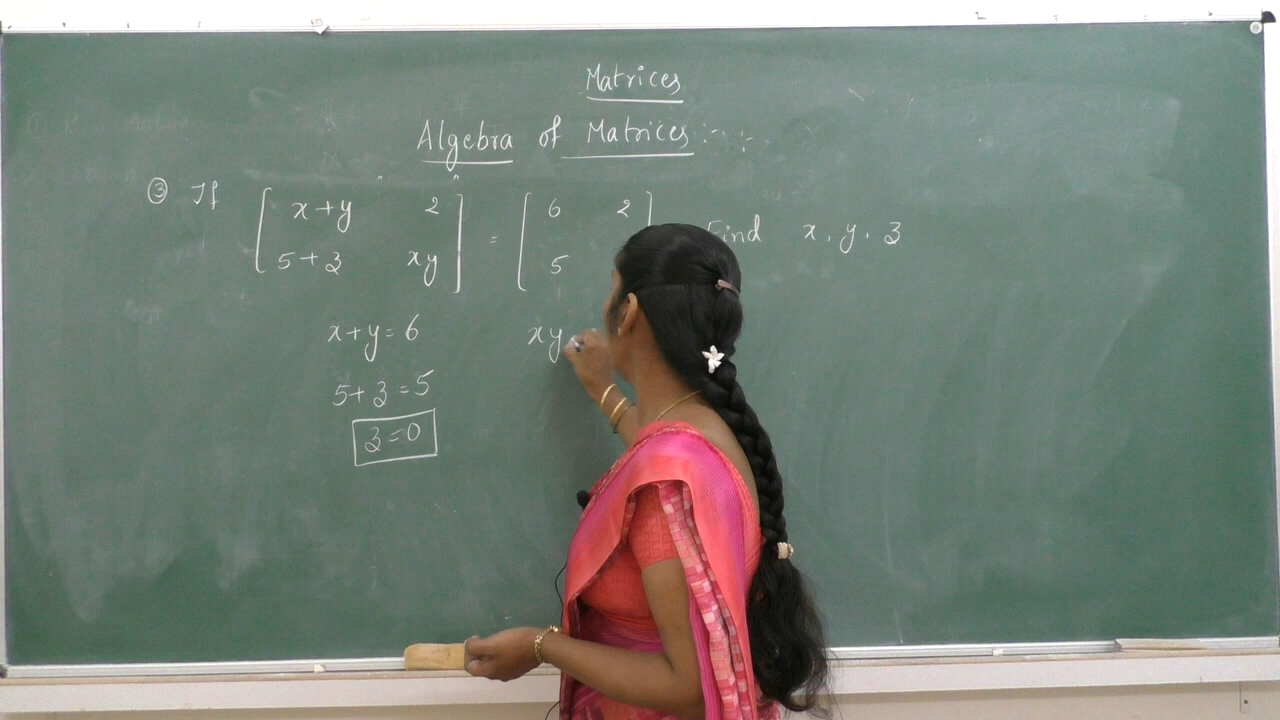 Matrices
Algebra of Matrices :-
③ If [ x+y 2 ] = [ 6 2 ] Find x, y, z
[ 5+z xy ] [ 5
x+y=6 xy
5+z=5
z=0